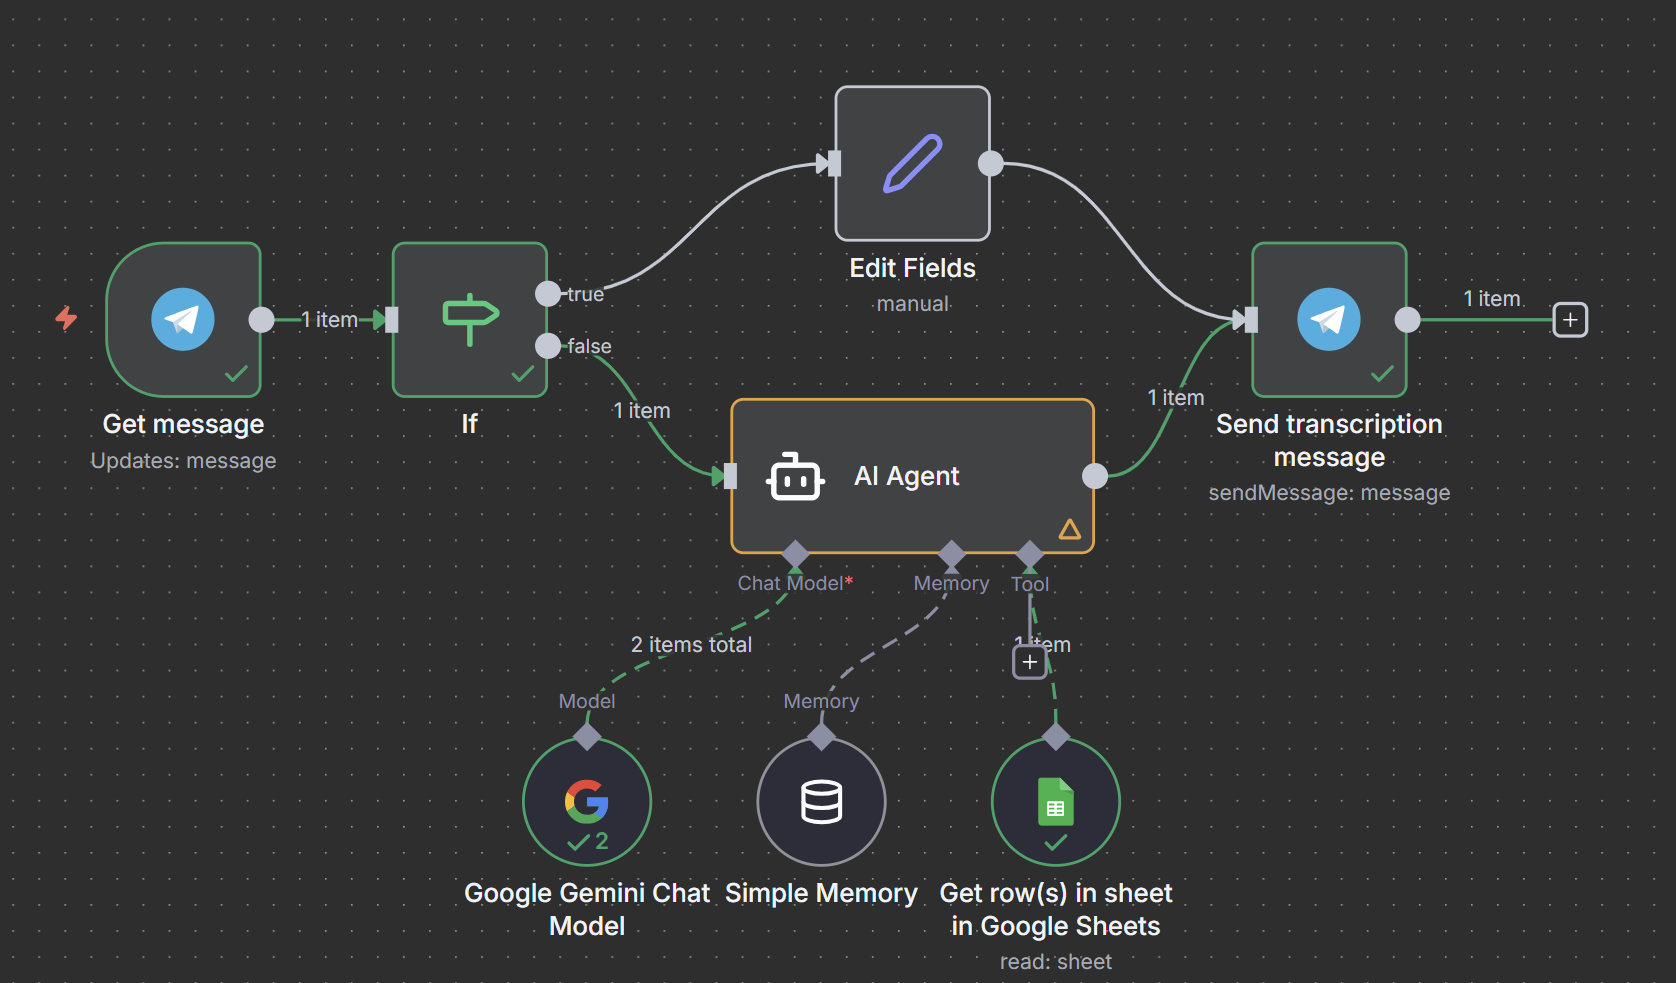 Edit Fields
manual
1 item
true
false
1 item
Get message
Updates: message
If
AI Agent
1 item
1 item
Send transcription
message
sendMessage: message
Chat Model*
Memory
Tool
2 items total
1 item
Model
Memory
2
Google Gemini Chat
Model
Simple Memory
Get row(s) in sheet
in Google Sheets
read: sheet